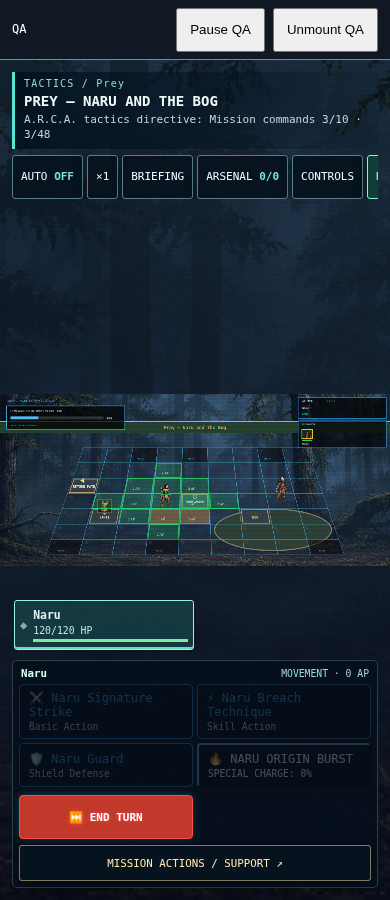 QA
Pause QA
Unmount QA
TACTICS / Prey
PREY — NARU AND THE BOG
A.R.C.A. tactics directive: Mission commands 3/10 ·
3/48
AUTO OFF
×1
BRIEFING
ARSENAL 0/0
CONTROLS
Prey - Naru and the Bog
Naru
120/120 HP
Naru
MOVEMENT · 0 AP
Naru Signature
Strike
Basic Action
Naru Breach
Technique
Skill Action
Naru Guard
Shield Defense
NARU ORIGIN BURST
SPECIAL CHARGE: 0%
END TURN
MISSION ACTIONS / SUPPORT ↗